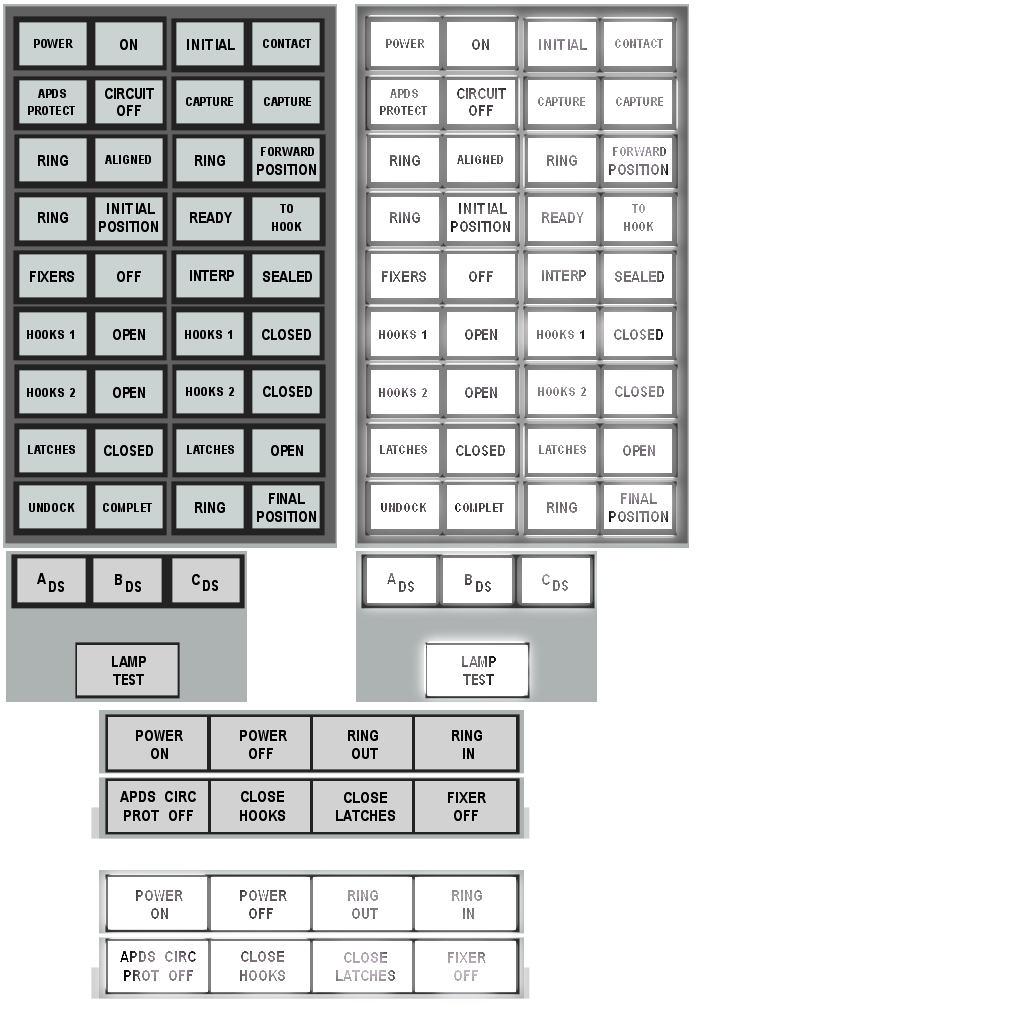 POWER ON INITIAL CONTACT
APDS PROTECT CIRCUIT OFF CAPTURE CAPTURE
RING ALIGNED RING FORWARD POSITION
RING INITIAL POSITION READY TO HOOK
FIXERS OFF INTERP SEALED
HOOKS 1 OPEN HOOKS 1 CLOSED
HOOKS 2 OPEN HOOKS 2 CLOSED
LATCHES CLOSED LATCHES OPEN
UNDOCK COMPLET RING FINAL POSITION
POWER ON INITIAL CONTACT
APDS PROTECT CIRCUIT OFF CAPTURE CAPTURE
RING ALIGNED RING FORWARD POSITION
RING INITIAL POSITION READY TO HOOK
FIXERS OFF INTERP SEALED
HOOKS 1 OPEN HOOKS 1 CLOSED
HOOKS 2 OPEN HOOKS 2 CLOSED
LATCHES CLOSED LATCHES OPEN
UNDOCK COMPLET RING FINAL POSITION
A DS B DS C DS
LAMP
TEST
A DS B DS C DS
LAMP
TEST
POWER ON POWER OFF RING OUT RING IN
APDS CIRC PROT OFF CLOSE HOOKS CLOSE LATCHES FIXER OFF
POWER ON POWER OFF RING OUT RING IN
APDS CIRC PROT OFF CLOSE HOOKS CLOSE LATCHES FIXER OFF